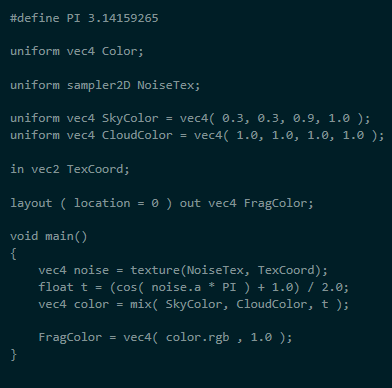 #define PI 3.14159265
uniform vec4 Color;
uniform sampler2D NoiseTex;
uniform vec4 SkyColor = vec4( 0.3, 0.3, 0.9, 1.0 );
uniform vec4 CloudColor = vec4( 1.0, 1.0, 1.0, 1.0 );
in vec2 TexCoord;
layout ( location = 0 ) out vec4 FragColor;
void main()
{
vec4 noise = texture(NoiseTex, TexCoord);
float t = (cos( noise.a * PI ) + 1.0) / 2.0;
vec4 color = mix( SkyColor, CloudColor, t );
FragColor = vec4( color.rgb , 1.0 );
}